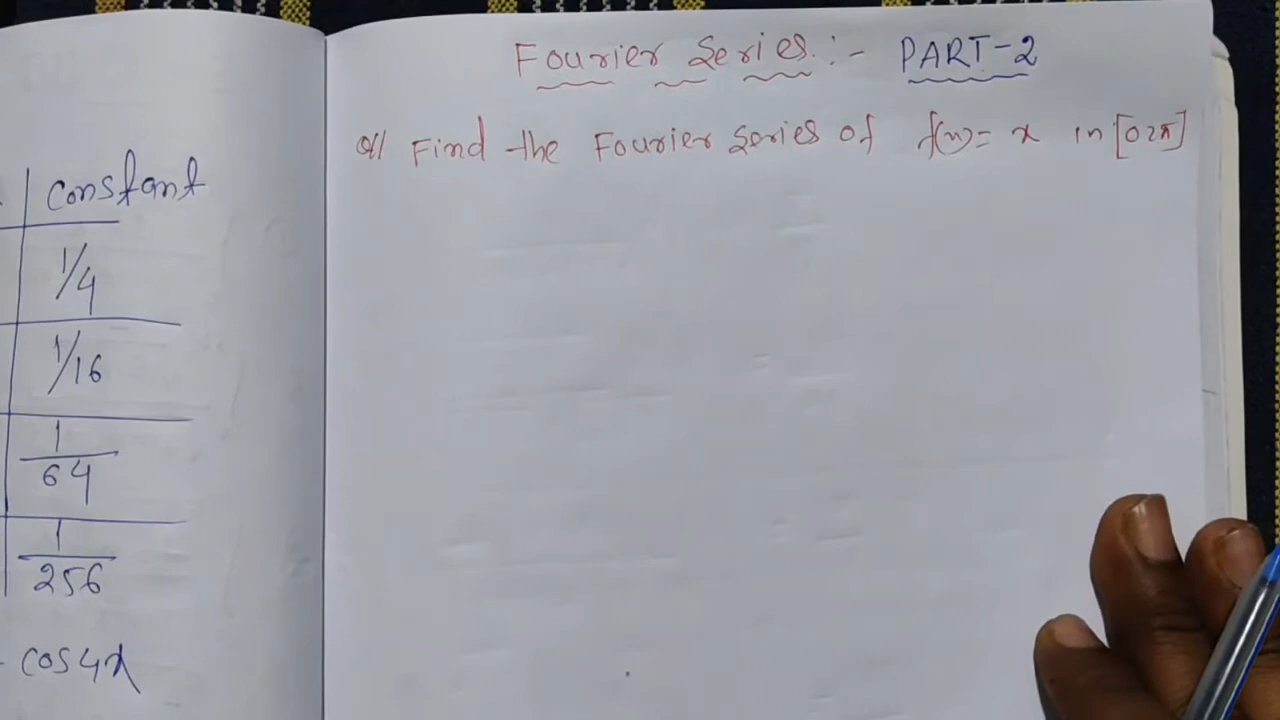 constant
1/4
1/16
1/64
1/256
cos4x
Fourier Series:- PART-2
Q1/ Find the Fourier Series of f(x)= x in [0 2π]